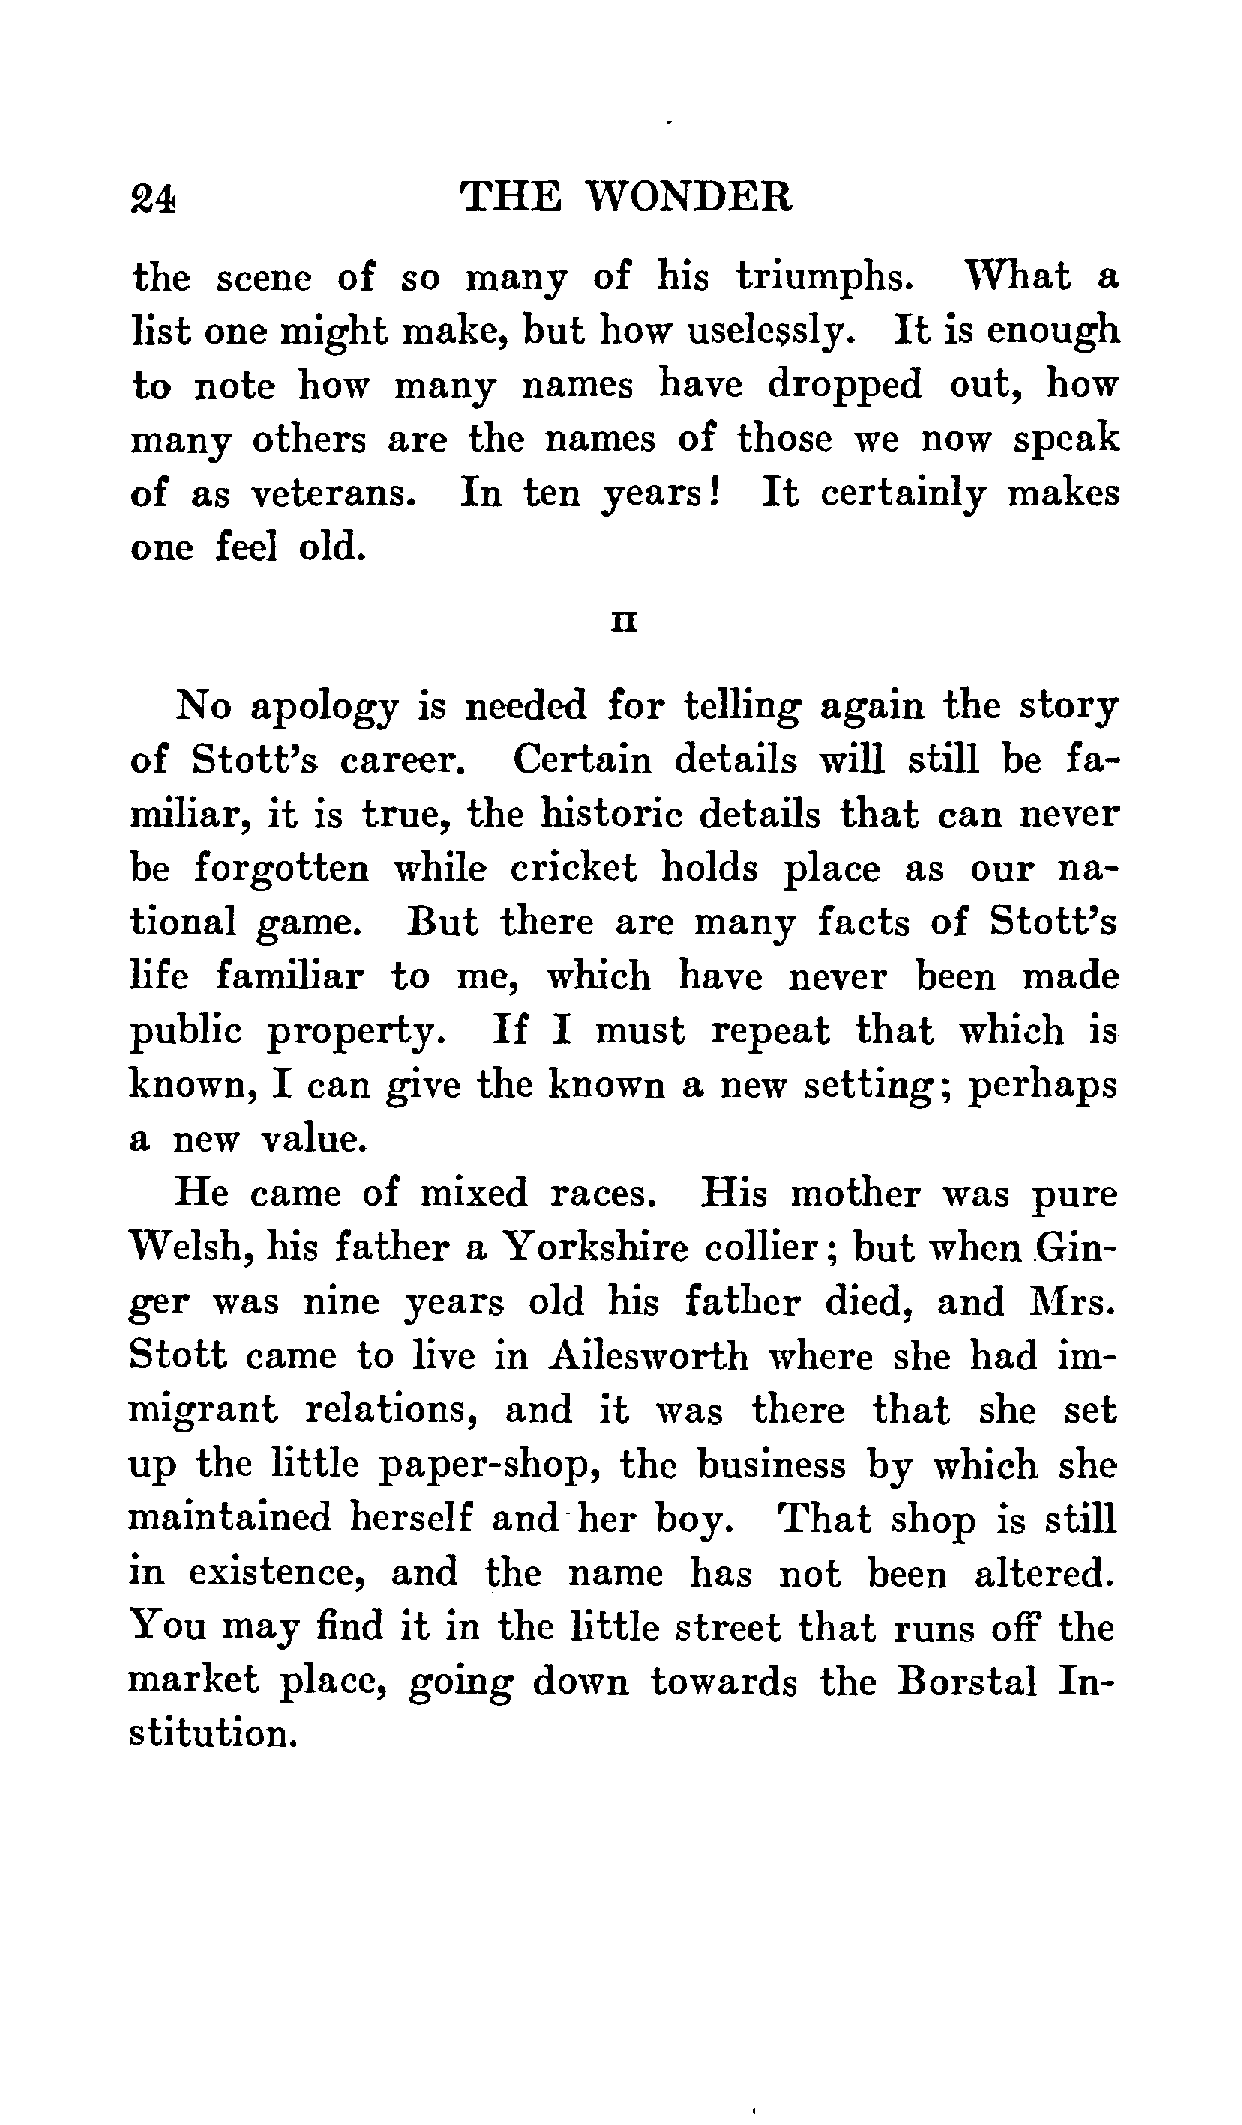 24 THE WONDER
the scene of so many of his triumphs. What a
list one might make, but how uselessly. It is enough
to note how many names have dropped out, how
many others are the names of those we now speak
of as veterans. In ten years! It certainly makes
one feel old.
II
No apology is needed for telling again the story
of Stott's career. Certain details will still be fa-
miliar, it is true, the historic details that can never
be forgotten while cricket holds place as our na-
tional game. But there are many facts of Stott's
life familiar to me, which have never been made
public property. If I must repeat that which is
known, I can give the known a new setting; perhaps
a new value.
He came of mixed races. His mother was pure
Welsh, his father a Yorkshire collier; but when Gin-
ger was nine years old his father died, and Mrs.
Stott came to live in Ailesworth where she had im-
migrant relations, and it was there that she set
up the little paper-shop, the business by which she
maintained herself and her boy. That shop is still
in existence, and the name has not been altered.
You may find it in the little street that runs off the
market place, going down towards the Borstal In-
stitution.